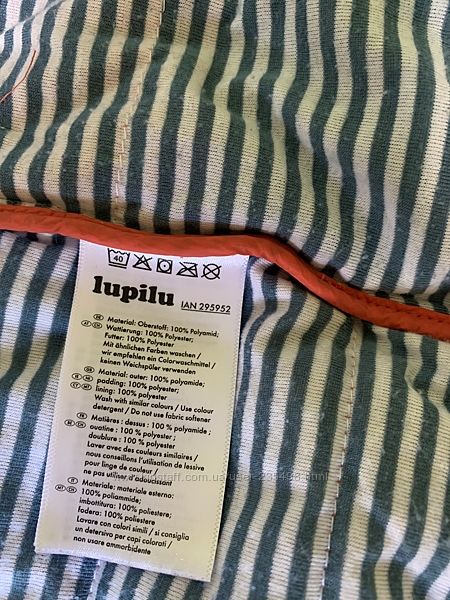 40
lupilu IAN 295952
DE AT CH Material: Oberstoff: 100% Polyamid;
Wattierung: 100% Polyester;
Futter: 100% Polyester
Mit ähnlichen Farben waschen /
wir empfehlen ein Colorwaschmittel /
keinen Weichspüler verwenden
Material: outer: 100% polyamide;
padding: 100% polyester;
lining: 100% polyester
Wash with similar colours / Use colour
detergent / Do not use fabric softener
Matières : dessus : 100 % polyamide ;
ouatine : 100 % polyester ;
doublure : 100 % polyester
Laver avec des couleurs similaires /
nous conseillons l'utilisation de lessive
pour linge de couleur /
ne pas utiliser d'adoucissant
Materiale: materiale esterno:
100% poliammide;
imbottitura: 100% poliestere;
fodera: 100% poliestere
Lavare con colori simili / si consiglia
un detersivo per capi colorati /
non usare ammorbidente